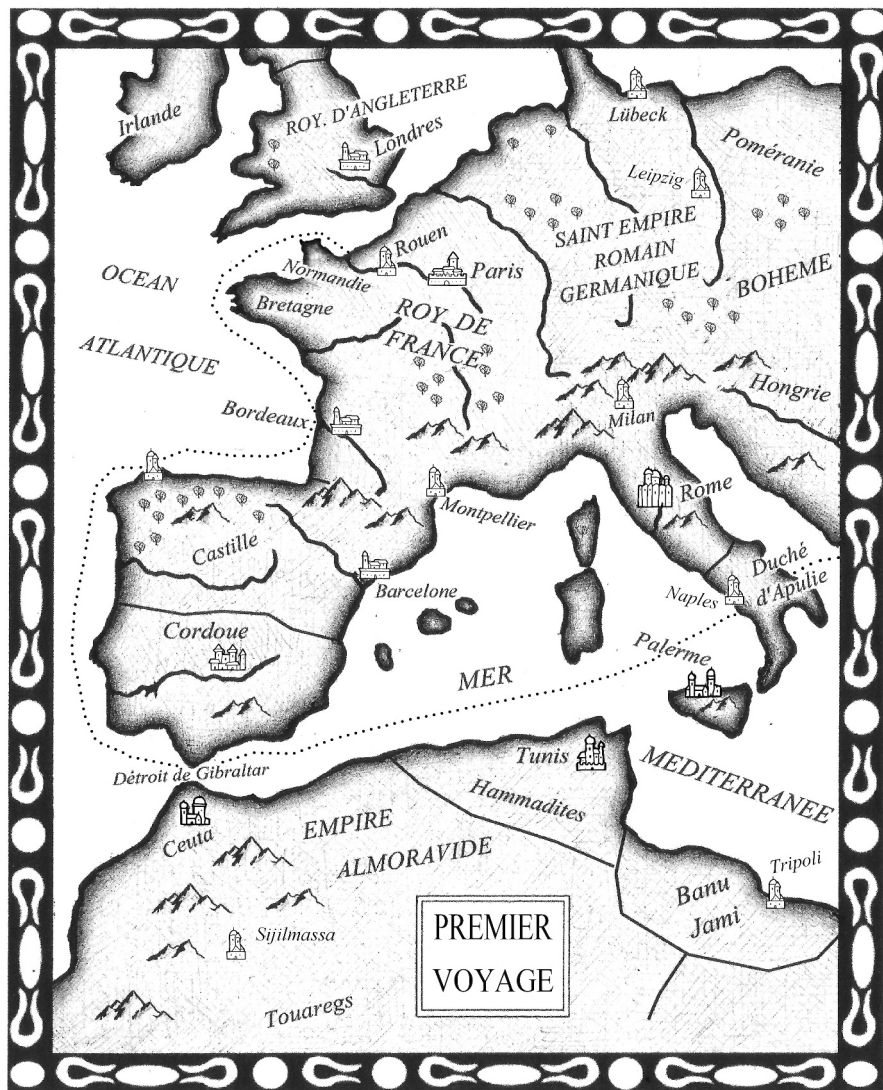 Irlande
ROY. D'ANGLETERRE
Londres
Lübeck
Poméranie
Leipzig
SAINT EMPIRE
ROMAIN
GERMANIQUE
BOHEME
OCEAN
ATLANTIQUE
Normandie
Rouen
Paris
Bretagne
ROY. DE
FRANCE
Hongrie
Milan
Bordeaux
Montpellier
Rome
Castille
Barcelone
Duché
d'Apulie
Naples
Cordoue
Palerme
MER
MEDITERRANEE
Détroit de Gibraltar
Tunis
Hammadites
Ceuta
EMPIRE
ALMORAVIDE
Tripoli
Banu
Jami
Sijilmassa
Touaregs
PREMIER
VOYAGE